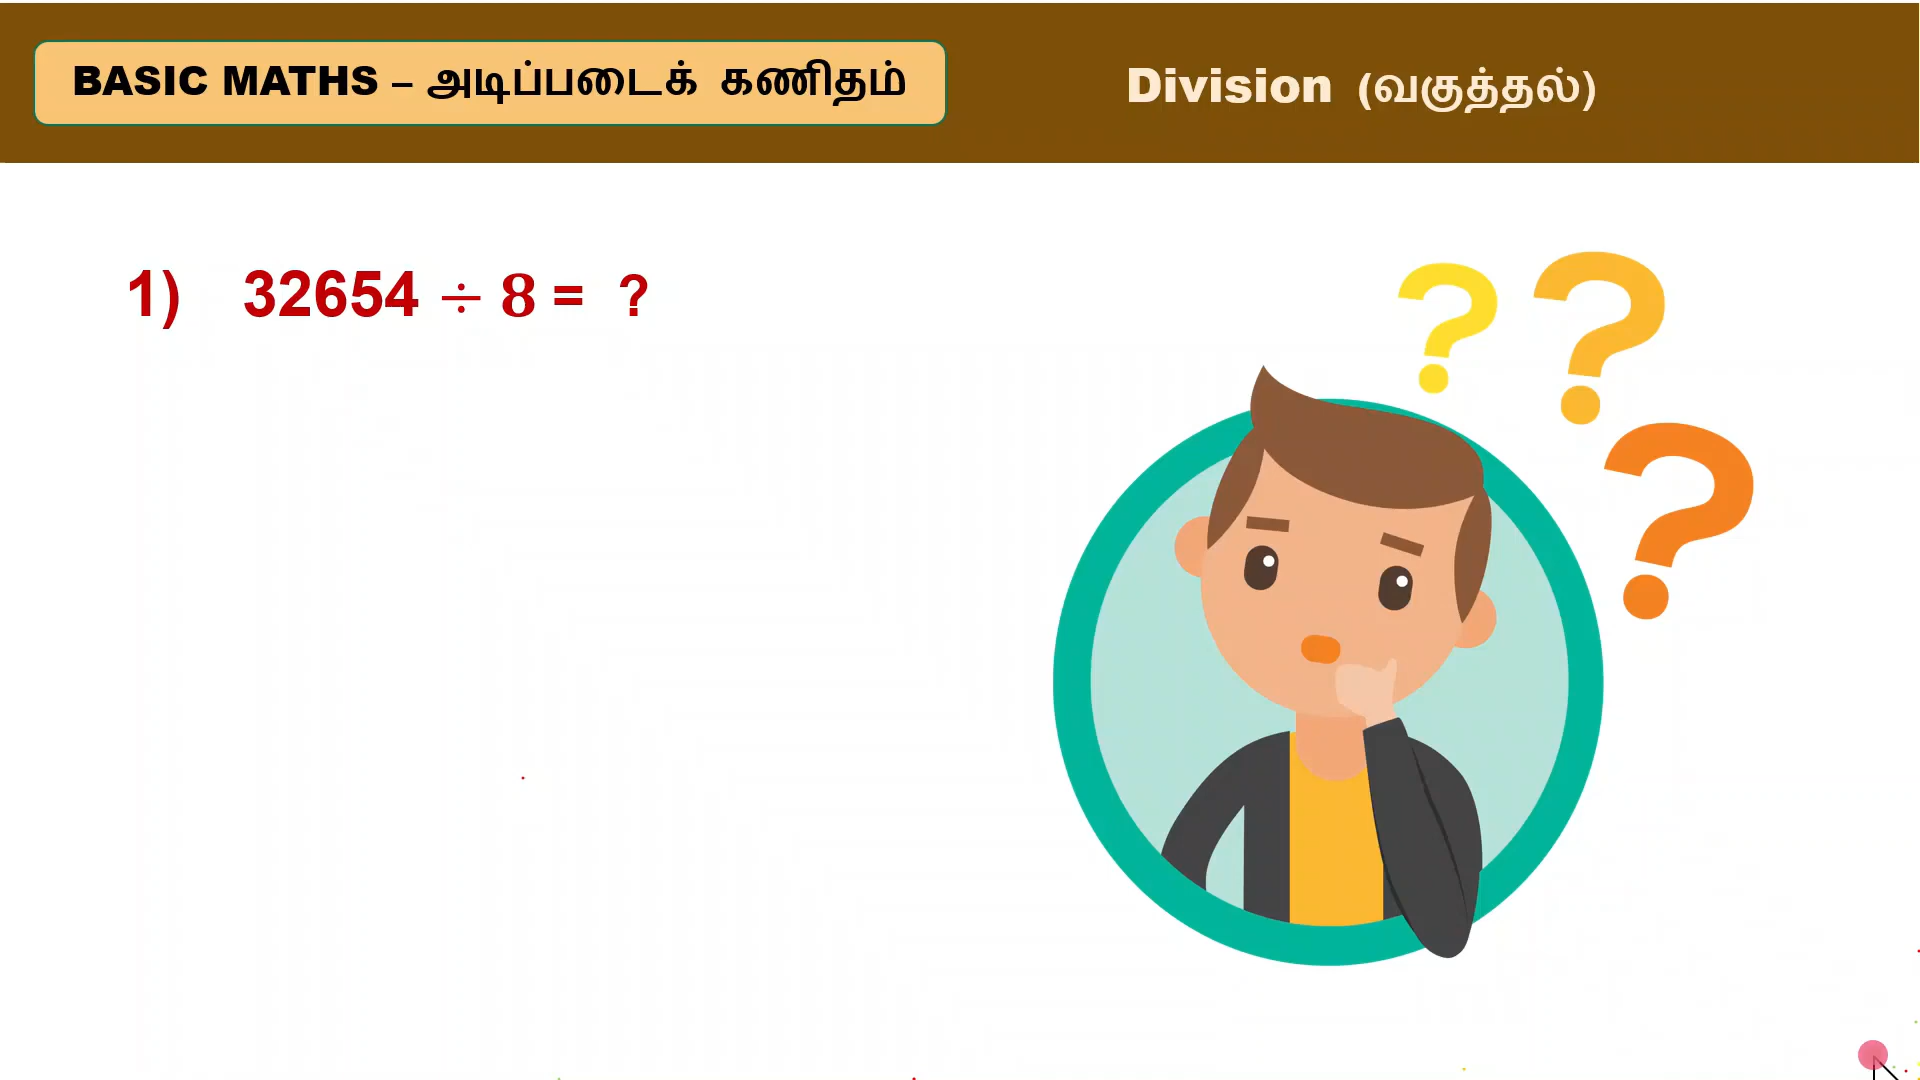 BASIC MATHS – அடிப்படைக் கணிதம்
Division (வகுத்தல்)
1) 32654 ÷ 8 = ?
? ? ?